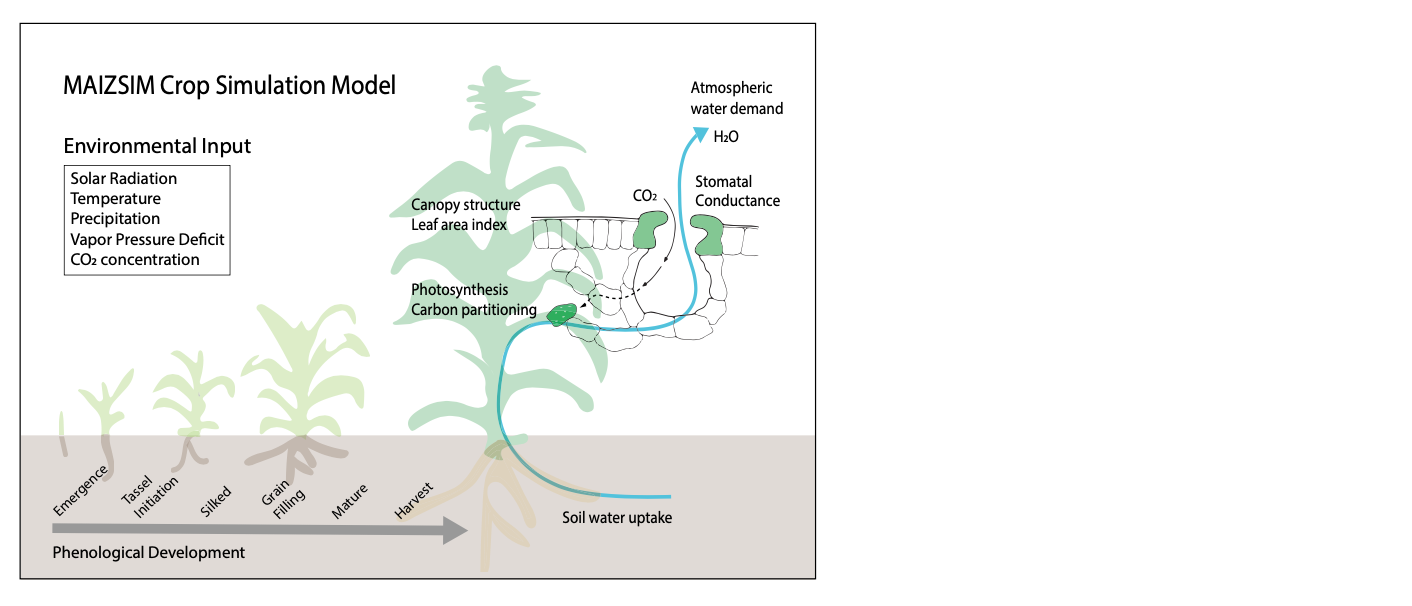 MAIZSIM Crop Simulation Model
Environmental Input
Solar Radiation
Temperature
Precipitation
Vapor Pressure Deficit
CO₂ concentration
Atmospheric
water demand
H₂O
CO₂
Stomatal
Conductance
Canopy structure
Leaf area index
Photosynthesis
Carbon partitioning
Emergence
Tassel
Initiation
Silked
Grain
Filling
Mature
Harvest
Soil water uptake
Phenological Development